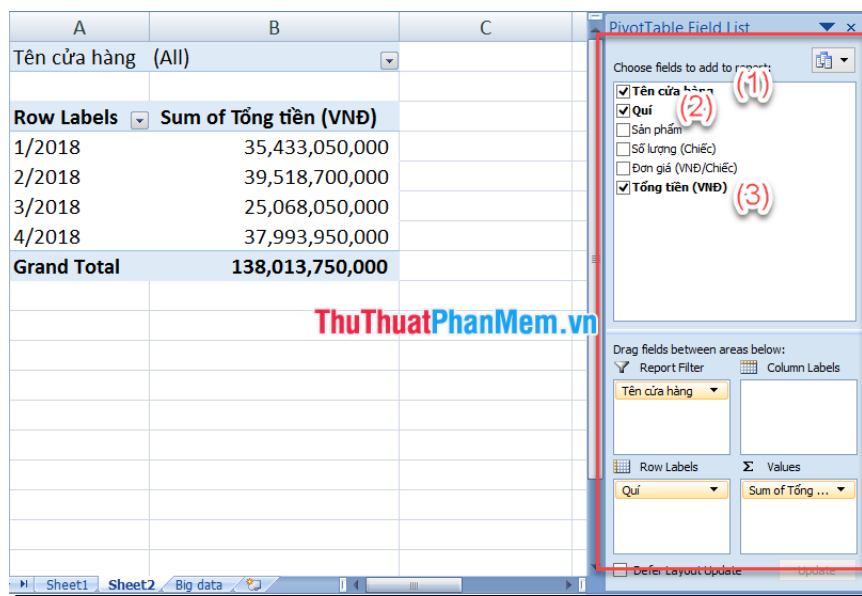 A B C
Tên cửa hàng (All)
Row Labels Sum of Tổng tiền (VNĐ)
1/2018 35,433,050,000
2/2018 39,518,700,000
3/2018 25,068,050,000
4/2018 37,993,950,000
Grand Total 138,013,750,000
ThuThuatPhanMem.vn
Sheet1 Sheet2 Big data
PivotTable Field List
Choose fields to add to report:
Tên cửa hàng (1)
Quí (2)
Sản phẩm
Số lượng (Chiếc)
Đơn giá (VNĐ/Chiếc)
Tổng tiền (VNĐ) (3)
Drag fields between areas below:
Report Filter Column Labels
Tên cửa hàng
Row Labels Σ Values
Quí Sum of Tổng ...
Defer Layout Update Update